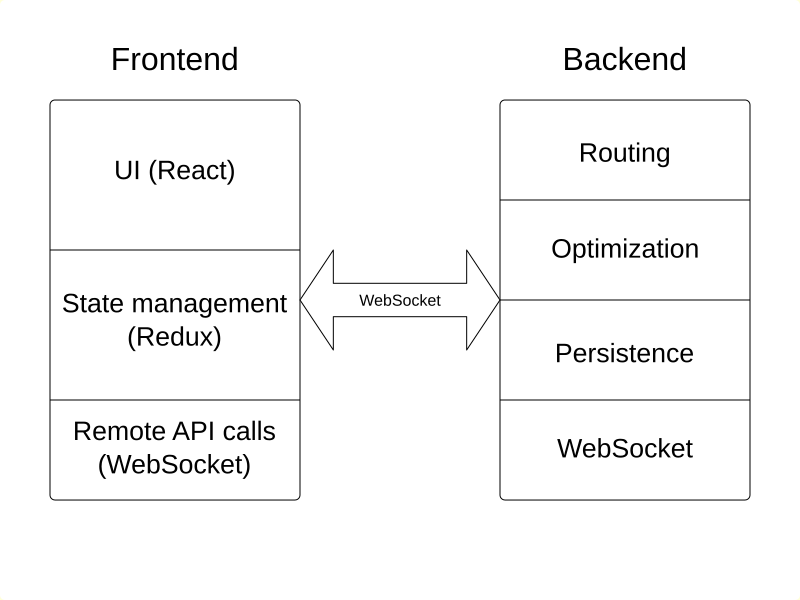 Frontend
UI (React)
State management
(Redux)
Remote API calls
(WebSocket)
WebSocket
Backend
Routing
Optimization
Persistence
WebSocket